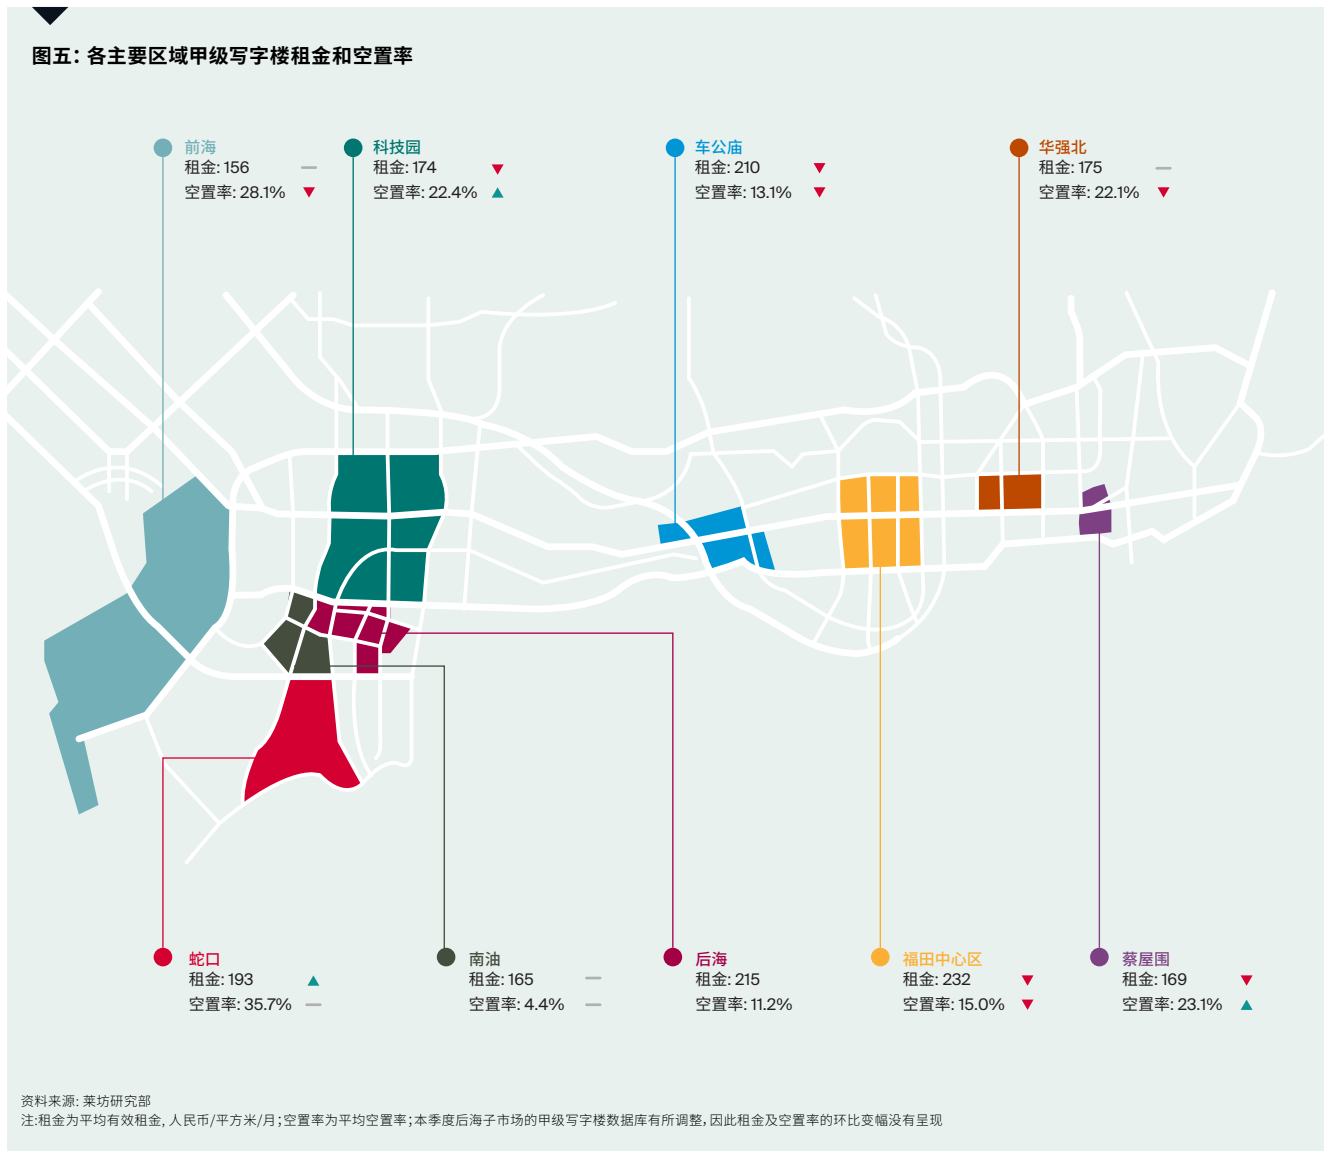 图五：各主要区域甲级写字楼租金和空置率
前海
租金: 156
空置率: 28.1%
科技园
租金: 174
空置率: 22.4%
车公庙
租金: 210
空置率: 13.1%
华强北
租金: 175
空置率: 22.1%
蛇口
租金: 193
空置率: 35.7%
南油
租金: 165
空置率: 4.4%
后海
租金: 215
空置率: 11.2%
福田中心区
租金: 232
空置率: 15.0%
蔡屋围
租金: 169
空置率: 23.1%
资料来源: 莱坊研究部
注:租金为平均有效租金, 人民币/平方米/月；空置率为平均空置率；本季度后海子市场的甲级写字楼数据库有所调整, 因此租金及空置率的环比变幅没有呈现